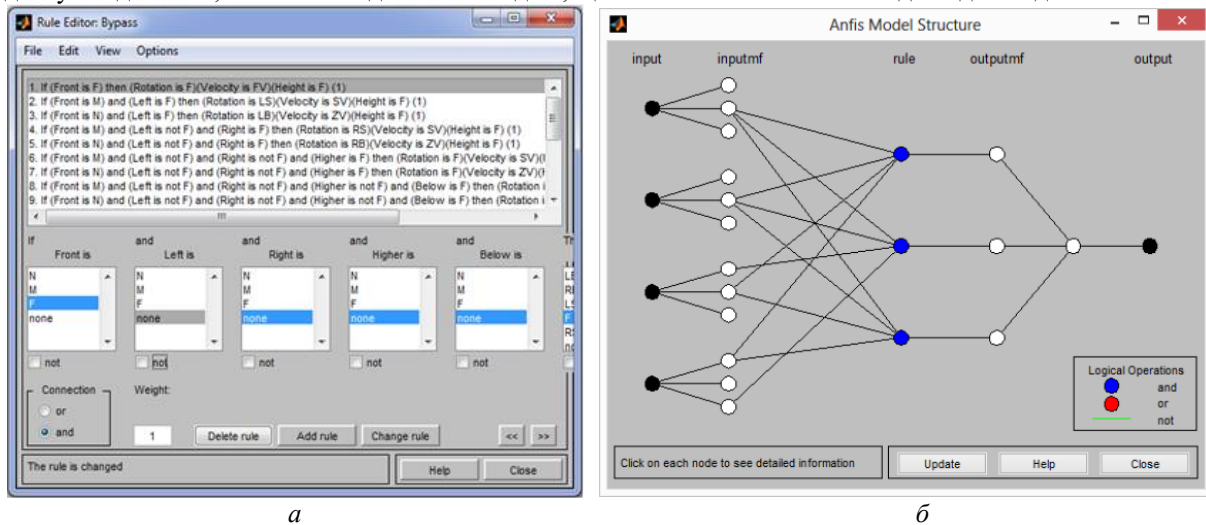 Rule Editor: Bypass
File Edit View Options
1. If (Front is F) then (Rotation is F)(Velocity is FV)(Height is F) (1)
2. If (Front is M) and (Left is F) then (Rotation is LS)(Velocity is SV)(Height is F) (1)
3. If (Front is N) and (Left is F) then (Rotation is LB)(Velocity is ZV)(Height is F) (1)
4. If (Front is M) and (Left is not F) and (Right is F) then (Rotation is RS)(Velocity is SV)(Height is F) (1)
5. If (Front is N) and (Left is not F) and (Right is F) then (Rotation is RB)(Velocity is ZV)(Height is F) (1)
6. If (Front is M) and (Left is not F) and (Right is not F) and (Higher is F) then (Rotation is F)(Velocity is SV)(
7. If (Front is N) and (Left is not F) and (Right is not F) and (Higher is F) then (Rotation is F)(Velocity is ZV)(
8. If (Front is M) and (Left is not F) and (Right is not F) and (Higher is not F) and (Below is F) then (Rotation i
9. If (Front is N) and (Left is not F) and (Right is not F) and (Higher is not F) and (Below is F) then (Rotation i
If and and and and Th
Front is Left is Right is Higher is Below is
N N N N N
M M M M M LB
F F F F F LS
none none none none none F
RS
not not not not not
Connection Weight:
or
and 1 Delete rule Add rule Change rule << >>
The rule is changed Help Close
а
Anfis Model Structure
input inputmf rule outputmf output
Logical Operations
and
or
not
Click on each node to see detailed information Update Help Close
б